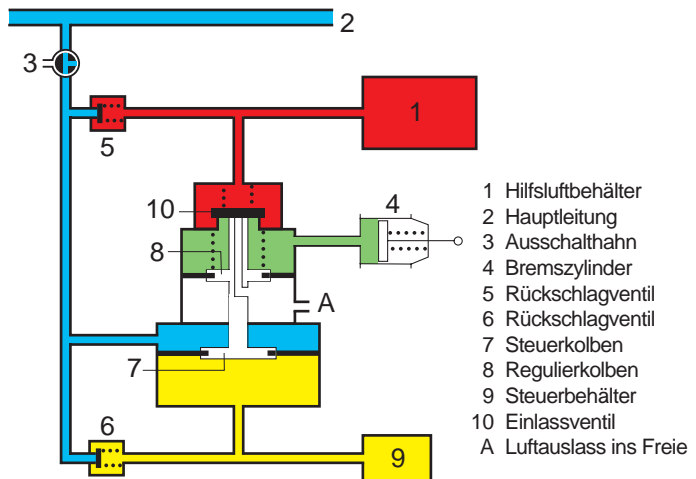 2
3
1
5
10
4
8
A
7
6
9
1 Hilfsluftbehälter
2 Hauptleitung
3 Ausschalthahn
4 Bremszylinder
5 Rückschlagventil
6 Rückschlagventil
7 Steuerkolben
8 Regulierkolben
9 Steuerbehälter
10 Einlassventil
A Luftauslass ins Freie